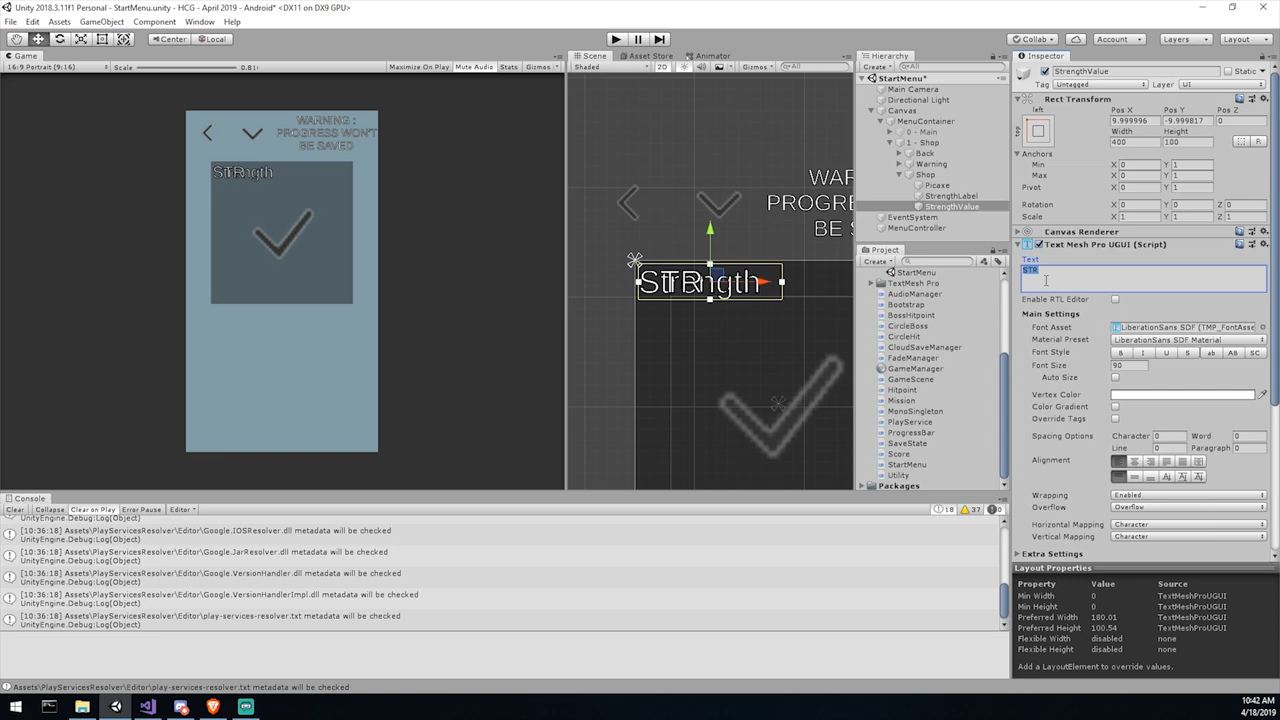 Unity 2018.3.11f1 Personal - StartMenu.unity - HCG - April 2019 - Android* <DX11 on DX9 GPU>
File Edit Assets GameObject Component Window Help
Center Local Collab Account Layers Layout
Game
16:9 Portrait (9:16) Scale 0.81 Maximize On Play Mute Audio Stats Gizmos
Scene Asset Store Animator
Shaded 2D Gizmos All
WARNING :
PROGRESS WON'T
BE SAVED
Strength
STR
WAR
PROGRE
BE S
Strength
STR
Hierarchy
Create All
StartMenu*
Main Camera
Directional Light
Canvas
MenuContainer
0 - Main
1 - Shop
Back
Warning
Shop
Picaxe
StrengthLabel
StrengthValue
EventSystem
MenuController
Project
Create
StartMenu
TextMesh Pro
AudioManager
Bootstrap
BossHitpoint
CircleBoss
CircleHit
CloudSaveManager
FadeManager
GameManager
GameScene
Hitpoint
Mission
MonoSingleton
PlayService
ProgressBar
SaveState
Score
StartMenu
Utility
Packages
Inspector
StrengthValue Static
Tag Untagged Layer UI
Rect Transform
left Pos X Pos Y Pos Z
top 9.999996 -9.999817 0
Width Height
400 100 R
Anchors
Min X 0 Y 1
Max X 0 Y 1
Pivot X 0 Y 1
Rotation X 0 Y 0 Z 0
Scale X 1 Y 1 Z 1
Canvas Renderer
Text Mesh Pro UGUI (Script)
Text
STR
Enable RTL Editor
Main Settings
Font Asset LiberationSans SDF (TMP_FontAsse
Material Preset LiberationSans SDF Material
Font Style B I U S ab AB SC
Font Size 90
Auto Size
Vertex Color
Color Gradient
Override Tags
Spacing Options Character 0 Word 0
Line 0 Paragraph 0
Alignment
Wrapping Enabled
Overflow Overflow
Horizontal Mapping Character
Vertical Mapping Character
Extra Settings
Layout Properties
Property Value Source
Min Width 0 TextMeshProUGUI
Min Height 0 TextMeshProUGUI
Preferred Width 180.01 TextMeshProUGUI
Preferred Height 100.54 TextMeshProUGUI
Flexible Width disabled none
Flexible Height disabled none
Add a LayoutElement to override values.
Console
Clear Collapse Clear on Play Error Pause Editor 18 37 0
UnityEngine.Debug:Log(Object)
[10:36:18] Assets\PlayServicesResolver\Editor\Google.IOSResolver.dll metadata will be checked
UnityEngine.Debug:Log(Object)
[10:36:18] Assets\PlayServicesResolver\Editor\Google.JarResolver.dll metadata will be checked
UnityEngine.Debug:Log(Object)
[10:36:18] Assets\PlayServicesResolver\Editor\Google.VersionHandler.dll metadata will be checked
UnityEngine.Debug:Log(Object)
[10:36:18] Assets\PlayServicesResolver\Editor\Google.VersionHandlerImpl.dll metadata will be checked
UnityEngine.Debug:Log(Object)
[10:36:18] Assets\PlayServicesResolver\Editor\play-services-resolver.txt metadata will be checked
UnityEngine.Debug:Log(Object)
Assets\PlayServicesResolver\Editor\play-services-resolver.txt metadata will be checked
10:42 AM
4/18/2019